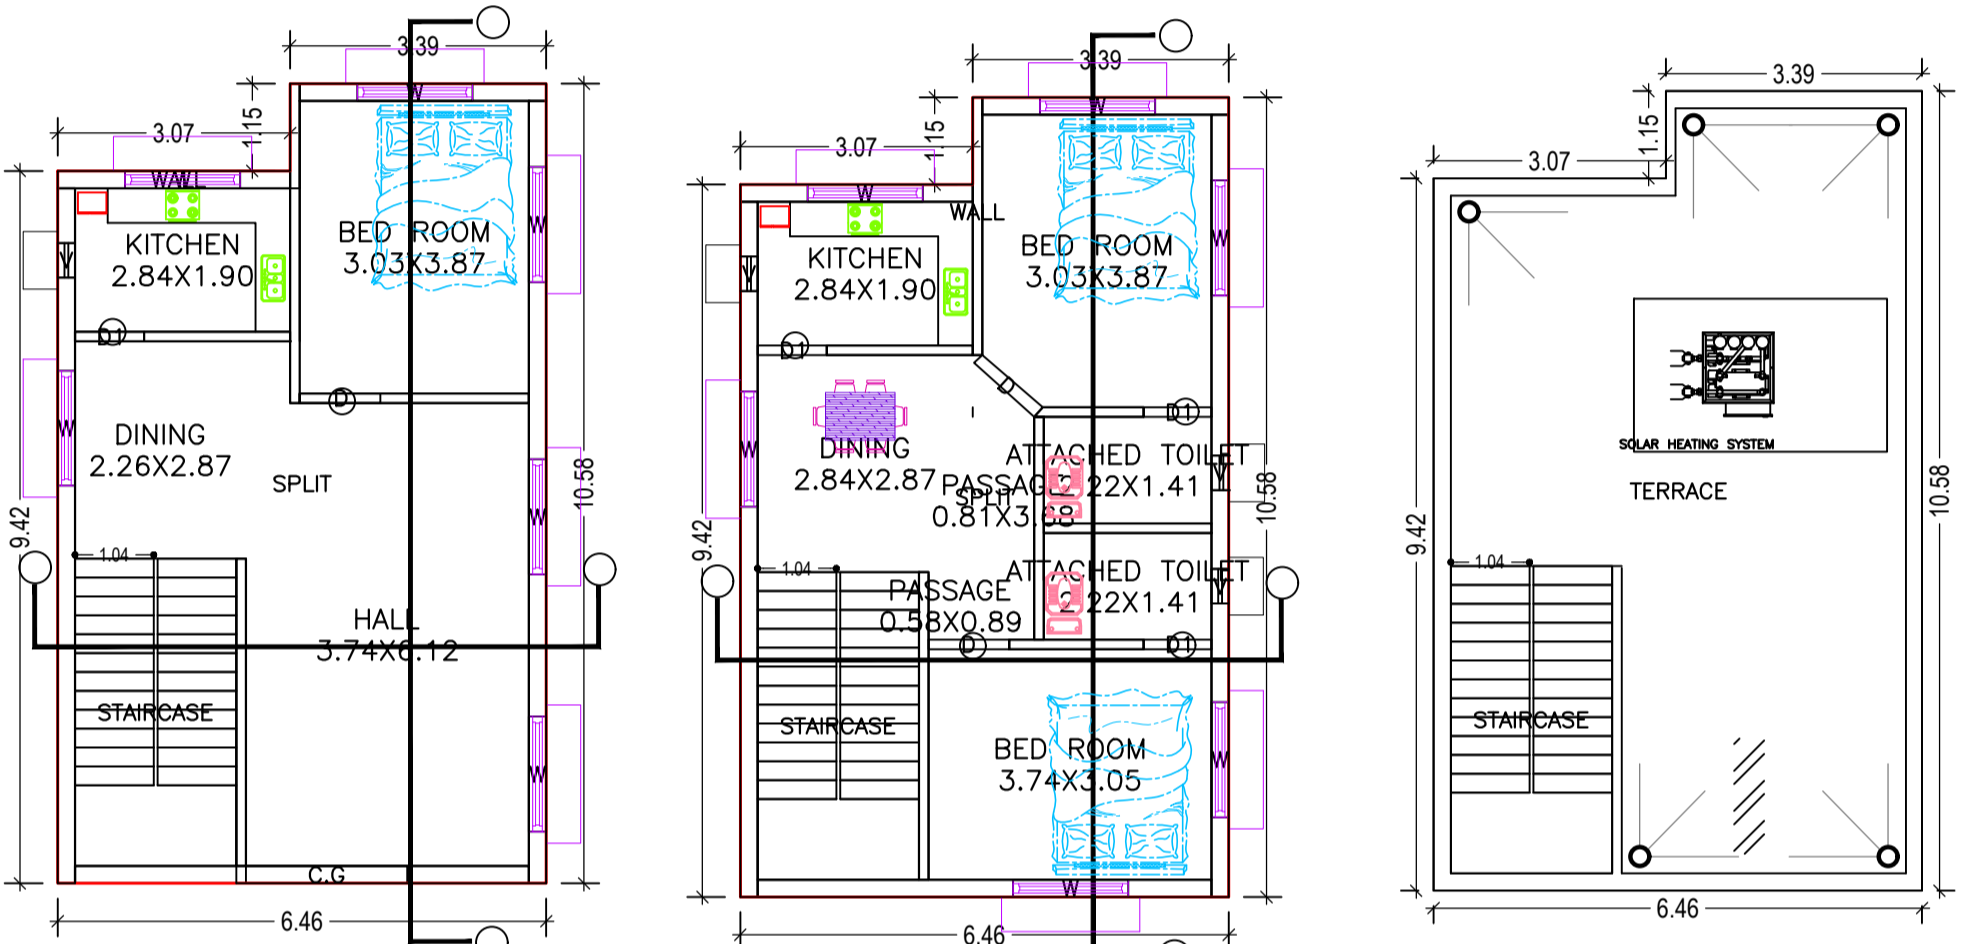 3.39
1.15
3.07
W
WALL
KITCHEN
2.84X1.90
BED ROOM
3.03X3.87
V
W
D1
D
DINING
2.26X2.87
W
SPLIT
W
9.42
10.58
1.04
HALL
3.74X6.12
STAIRCASE
W
C.G
6.46
3.39
1.15
3.07
W
W
WALL
KITCHEN
2.84X1.90
BED ROOM
3.03X3.87
V
W
D1
D
D1
DINING
2.84X2.87
W
ATTACHED TOILET
2.22X1.41
PASSAGE
0.81X3.68
SPLIT
V
9.42
10.58
1.04
PASSAGE
0.58X0.89
ATTACHED TOILET
2.22X1.41
V
D
D1
STAIRCASE
BED ROOM
3.74X3.05
W
W
6.46
3.39
1.15
3.07
SOLAR HEATING SYSTEM
TERRACE
9.42
10.58
1.04
STAIRCASE
6.46